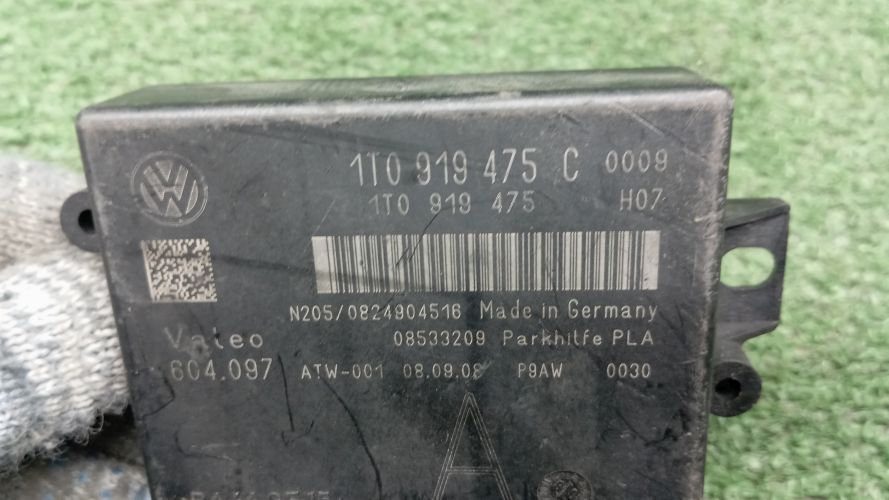 1T0 919 475 C 0009
1T0 919 475 H07
N205/0824904516 Made in Germany
Valeo 08533209 Parkhilfe PLA
604.097 ATW-001 08.09.08 P9AW 0030
A